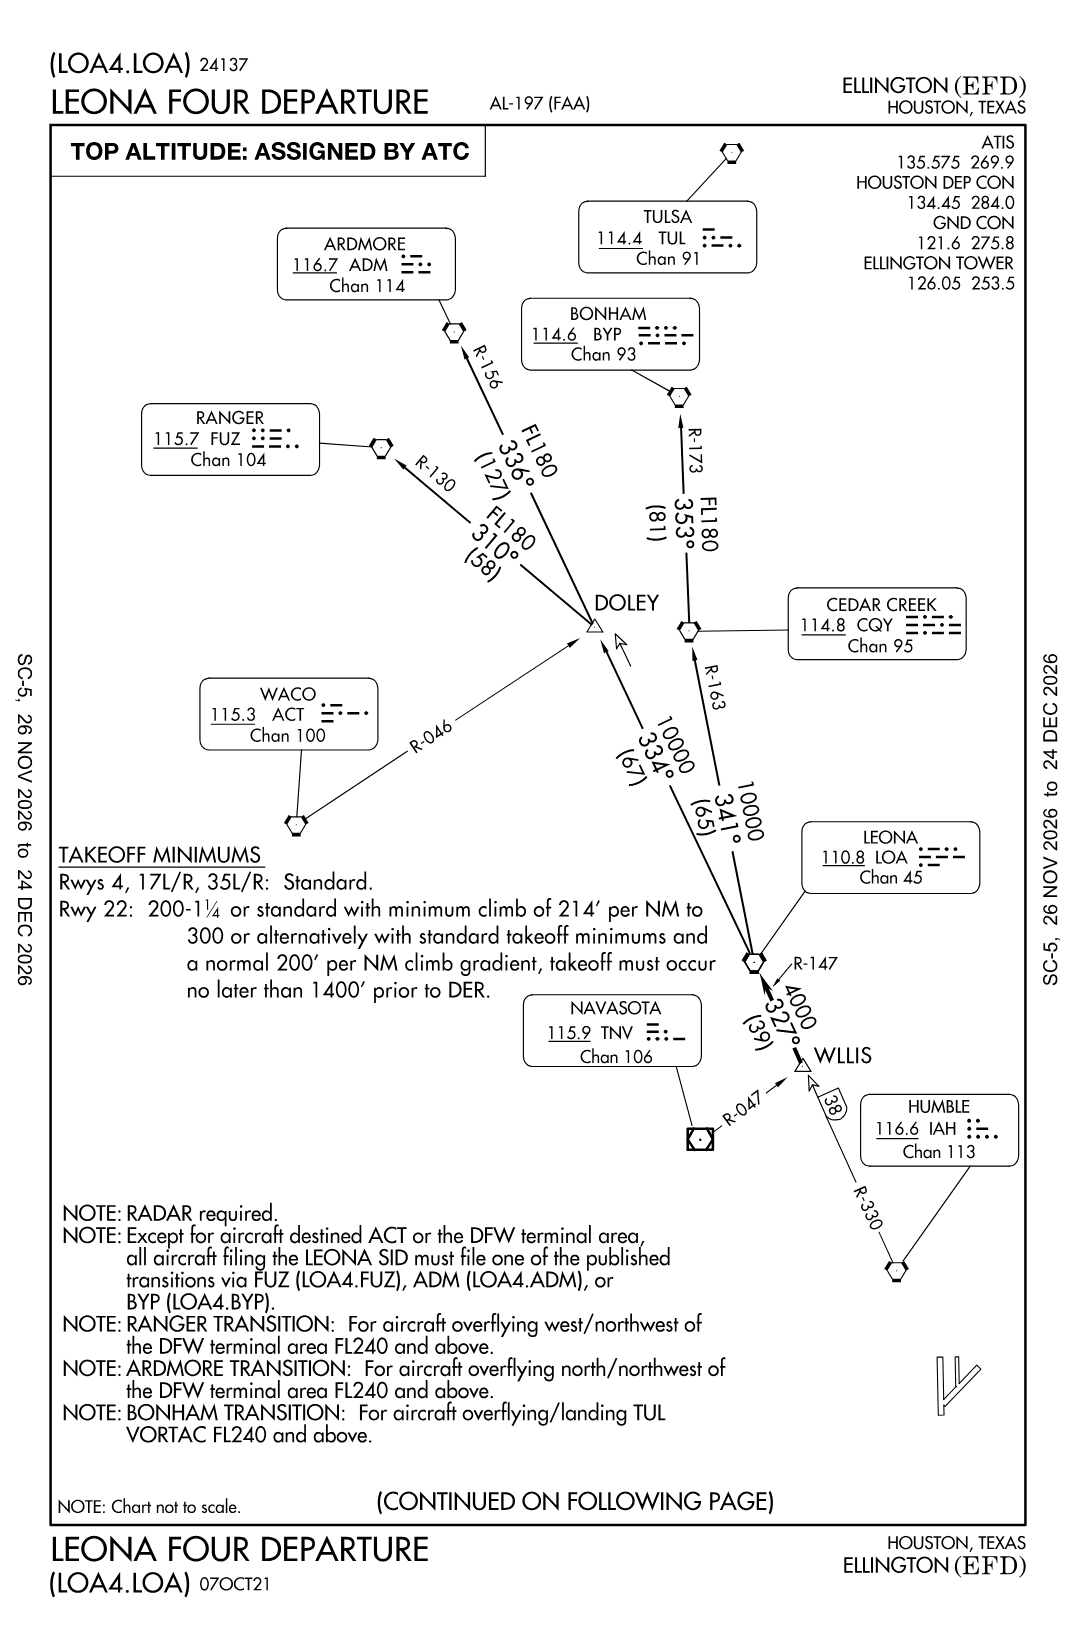 (LOA4.LOA) 24137
LEONA FOUR DEPARTURE
AL-197 (FAA)
ELLINGTON (EFD)
HOUSTON, TEXAS
TOP ALTITUDE: ASSIGNED BY ATC
ATIS
135.575 269.9
HOUSTON DEP CON
134.45 284.0
GND CON
121.6 275.8
ELLINGTON TOWER
126.05 253.5
TULSA
114.4 TUL
Chan 91
ARDMORE
116.7 ADM
Chan 114
BONHAM
114.6 BYP
Chan 93
R-156
RANGER
115.7 FUZ
Chan 104
R-130
FL180
336°
(127)
R-173
FL180
310°
(58)
FL180
353°
(81)
DOLEY
CEDAR CREEK
114.8 CQY
Chan 95
WACO
115.3 ACT
Chan 100
R-046
R-163
10000
334°
(67)
10000
341°
(65)
LEONA
110.8 LOA
Chan 45
TAKEOFF MINIMUMS
Rwys 4, 17L/R, 35L/R: Standard.
Rwy 22: 200-1¼ or standard with minimum climb of 214' per NM to
300 or alternatively with standard takeoff minimums and
a normal 200' per NM climb gradient, takeoff must occur
no later than 1400' prior to DER.
R-147
4000
327°
(39)
NAVASOTA
115.9 TNV
Chan 106
WLLIS
R-047
38
HUMBLE
116.6 IAH
Chan 113
R-330
NOTE: RADAR required.
NOTE: Except for aircraft destined ACT or the DFW terminal area,
all aircraft filing the LEONA SID must file one of the published
transitions via FUZ (LOA4.FUZ), ADM (LOA4.ADM), or
BYP (LOA4.BYP).
NOTE: RANGER TRANSITION: For aircraft overflying west/northwest of
the DFW terminal area FL240 and above.
NOTE: ARDMORE TRANSITION: For aircraft overflying north/northwest of
the DFW terminal area FL240 and above.
NOTE: BONHAM TRANSITION: For aircraft overflying/landing TUL
VORTAC FL240 and above.
NOTE: Chart not to scale.
(CONTINUED ON FOLLOWING PAGE)
LEONA FOUR DEPARTURE
(LOA4.LOA) 07OCT21
HOUSTON, TEXAS
ELLINGTON (EFD)
SC-5, 26 NOV 2026 to 24 DEC 2026
SC-5, 26 NOV 2026 to 24 DEC 2026